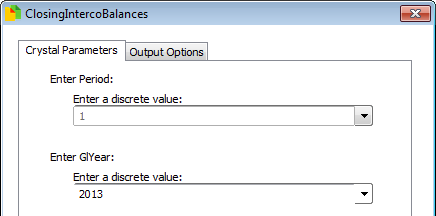 ClosingIntercoBalances
Crystal Parameters Output Options
Enter Period:
Enter a discrete value:
1
Enter GlYear:
Enter a discrete value:
2013